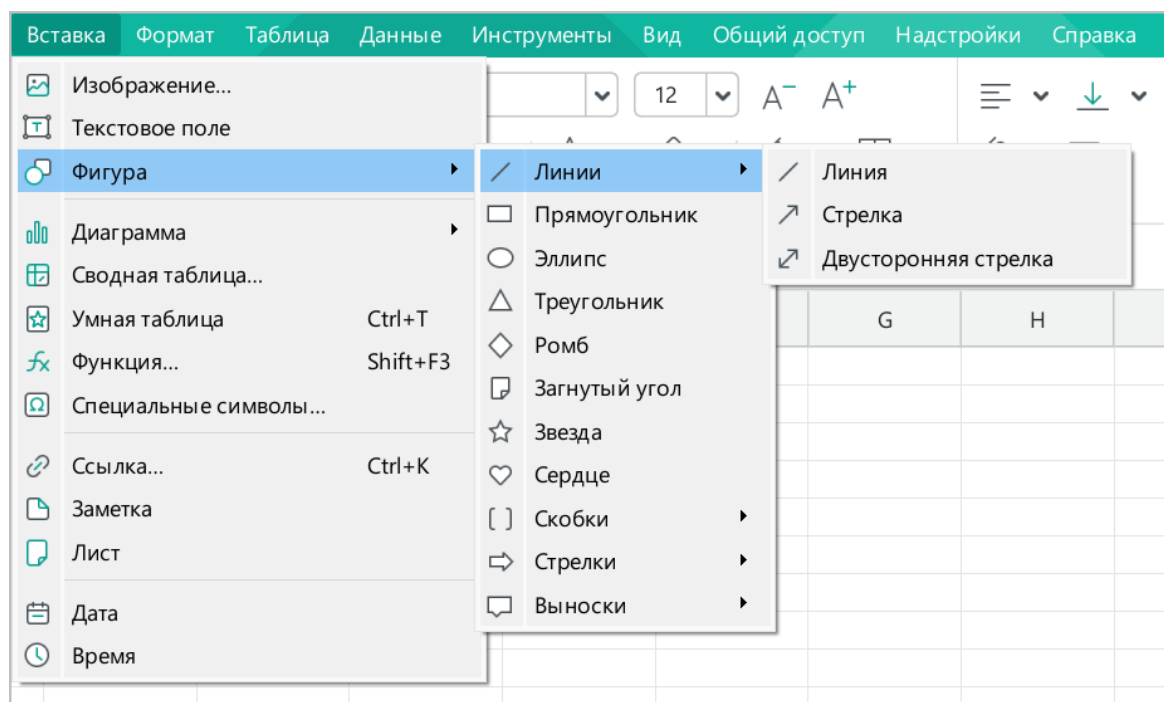 Вставка Формат Таблица Данные Инструменты Вид Общий доступ Надстройки Справка
Изображение...
Текстовое поле
Фигура
Диаграмма
Сводная таблица...
Умная таблица Ctrl+T
Функция... Shift+F3
Специальные символы...
Ссылка... Ctrl+K
Заметка
Лист
Дата
Время
Линии
Прямоугольник
Эллипс
Треугольник
Ромб
Загнутый угол
Звезда
Сердце
Скобки
Стрелки
Выноски
Линия
Стрелка
Двусторонняя стрелка
12 A− A+
G H